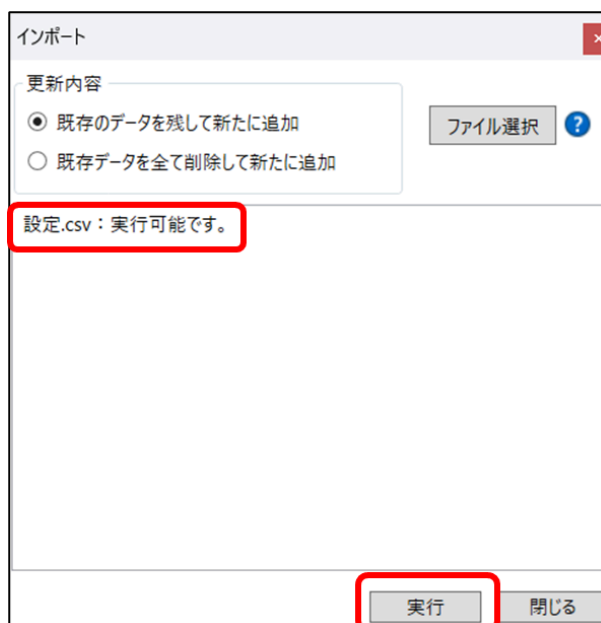 インポート
×
更新内容
既存のデータを残して新たに追加
ファイル選択
?
既存データを全て削除して新たに追加
設定.csv：実行可能です。
実行
閉じる